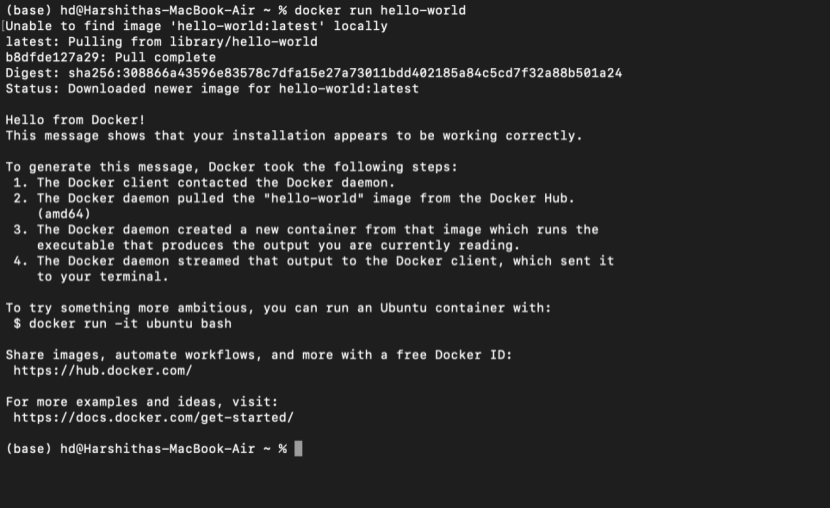 (base) hd@Harshithas-MacBook-Air ~ % docker run hello-world
[Unable to find image 'hello-world:latest' locally
latest: Pulling from library/hello-world
b8dfde127a29: Pull complete
Digest: sha256:308866a43596e83578c7dfa15e27a73011bdd402185a84c5cd7f32a88b501a24
Status: Downloaded newer image for hello-world:latest

Hello from Docker!
This message shows that your installation appears to be working correctly.

To generate this message, Docker took the following steps:
 1. The Docker client contacted the Docker daemon.
 2. The Docker daemon pulled the "hello-world" image from the Docker Hub.
    (amd64)
 3. The Docker daemon created a new container from that image which runs the
    executable that produces the output you are currently reading.
 4. The Docker daemon streamed that output to the Docker client, which sent it
    to your terminal.

To try something more ambitious, you can run an Ubuntu container with:
 $ docker run -it ubuntu bash

Share images, automate workflows, and more with a free Docker ID:
 https://hub.docker.com/

For more examples and ideas, visit:
 https://docs.docker.com/get-started/

(base) hd@Harshithas-MacBook-Air ~ %